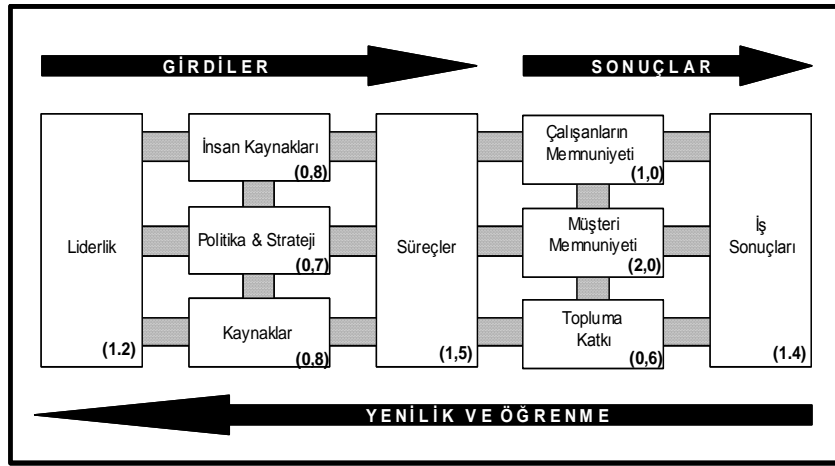 GİRDİLER
SONUÇLAR
Liderlik
(1.2)
İnsan Kaynakları
(0,8)
Politika & Strateji
(0,7)
Kaynaklar
(0,8)
Süreçler
(1,5)
Çalışanların
Memnuniyeti
(1,0)
Müşteri
Memnuniyeti
(2,0)
Topluma
Katkı
(0,6)
İş
Sonuçları
(1.4)
YENİLİK VE ÖĞRENME